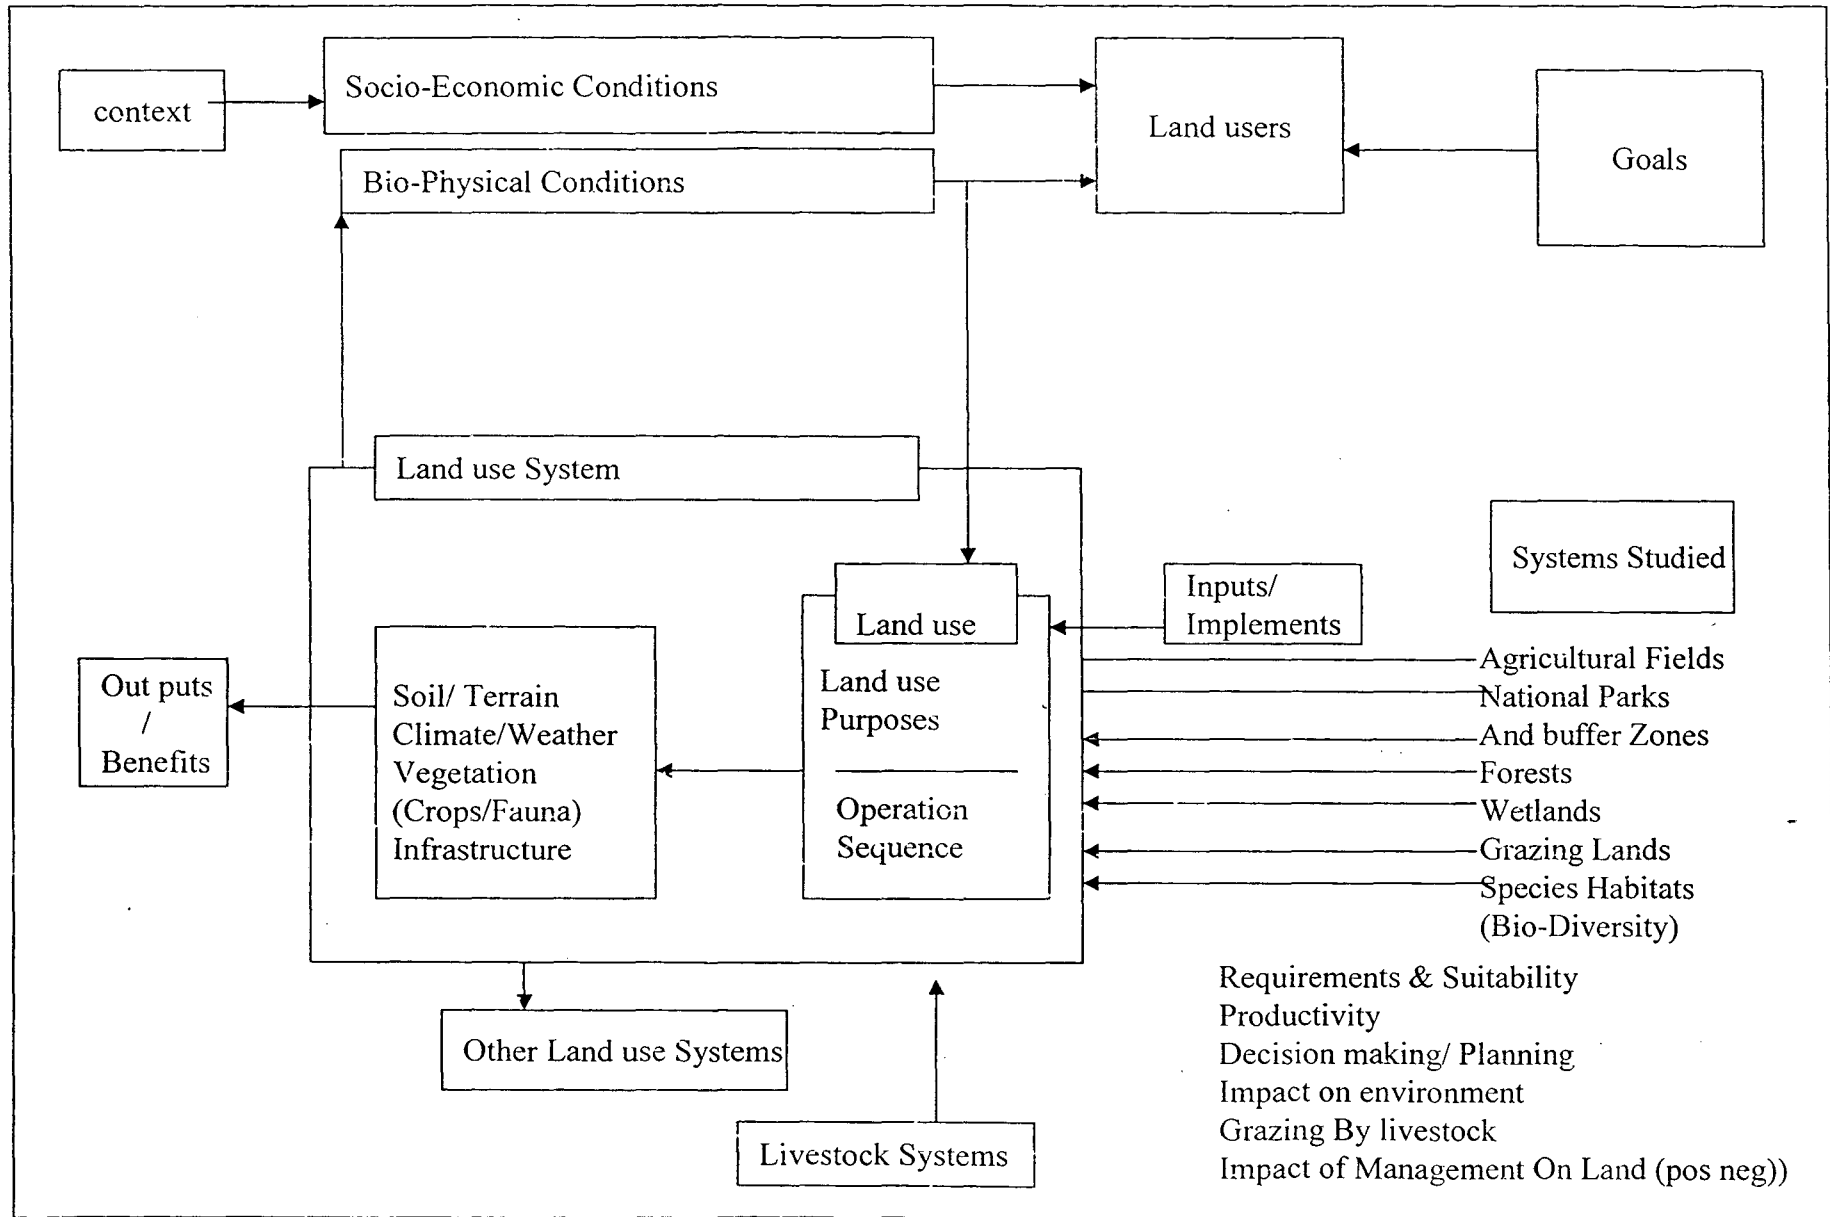 context
Socio-Economic Conditions
Bio-Physical Conditions
Land users
Goals
Land use System
Systems Studied
Land use
Land use
Purposes
Operation
Sequence
Inputs/
Implements
Out puts
/
Benefits
Soil/ Terrain
Climate/Weather
Vegetation
(Crops/Fauna)
Infrastructure
Agricultural Fields
National Parks
And buffer Zones
Forests
Wetlands
Grazing Lands
Species Habitats
(Bio-Diversity)
Other Land use Systems
Livestock Systems
Requirements & Suitability
Productivity
Decision making/ Planning
Impact on environment
Grazing By livestock
Impact of Management On Land (pos neg))